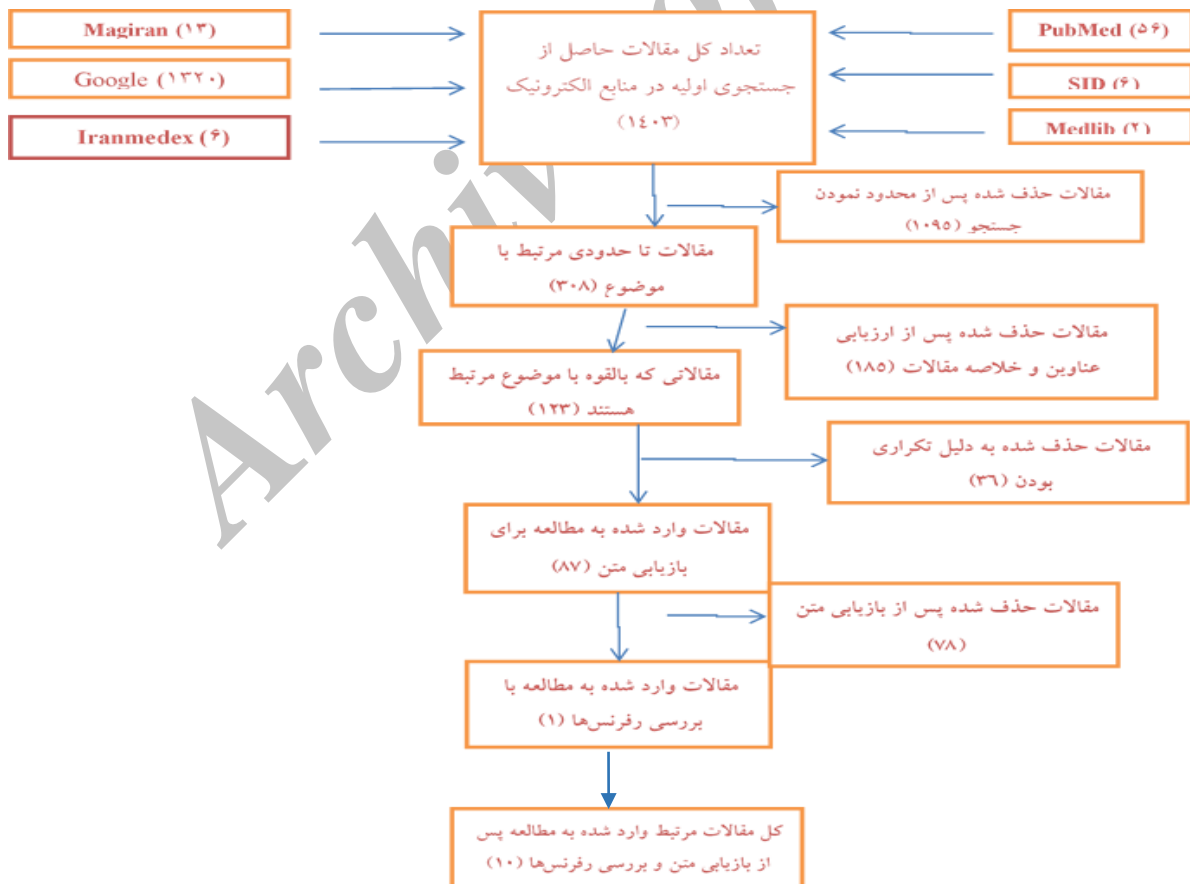 Magiran (۱۳)
Google (۱۳۲۰)
Iranmedex (۶)
تعداد کل مقالات حاصل از
جستجوی اولیه در منابع الکترونیک
(۱٤۰۳)
PubMed (۵۶)
SID (۶)
Medlib (۲)
مقالات حذف شده پس از محدود نمودن
جستجو (۱۰۹۵)
مقالات تا حدودی مرتبط با
موضوع (۳۰۸)
مقالات حذف شده پس از ارزیابی
عناوین و خلاصه مقالات (۱۸۵)
مقالاتی که بالقوه با موضوع مرتبط
هستند (۱۲۳)
مقالات حذف شده به دلیل تکراری
بودن (۳٦)
مقالات وارد شده به مطالعه برای
بازیابی متن (۸۷)
مقالات حذف شده پس از بازیابی متن
(۷۸)
مقالات وارد شده به مطالعه با
بررسی رفرنس‌ها (۱)
کل مقالات مرتبط وارد شده به مطالعه پس
از بازیابی متن و بررسی رفرنس‌ها (۱۰)